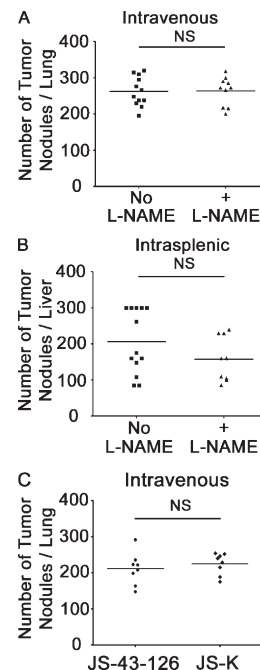 A
Intravenous
NS
Number of Tumor
Nodules / Lung
400
300
200
100
0
No
L-NAME
+
L-NAME
B
Intrasplenic
NS
Number of Tumor
Nodules / Liver
400
300
200
100
0
No
L-NAME
+
L-NAME
C
Intravenous
NS
Number of Tumor
Nodules / Lung
400
300
200
100
0
JS-43-126
JS-K